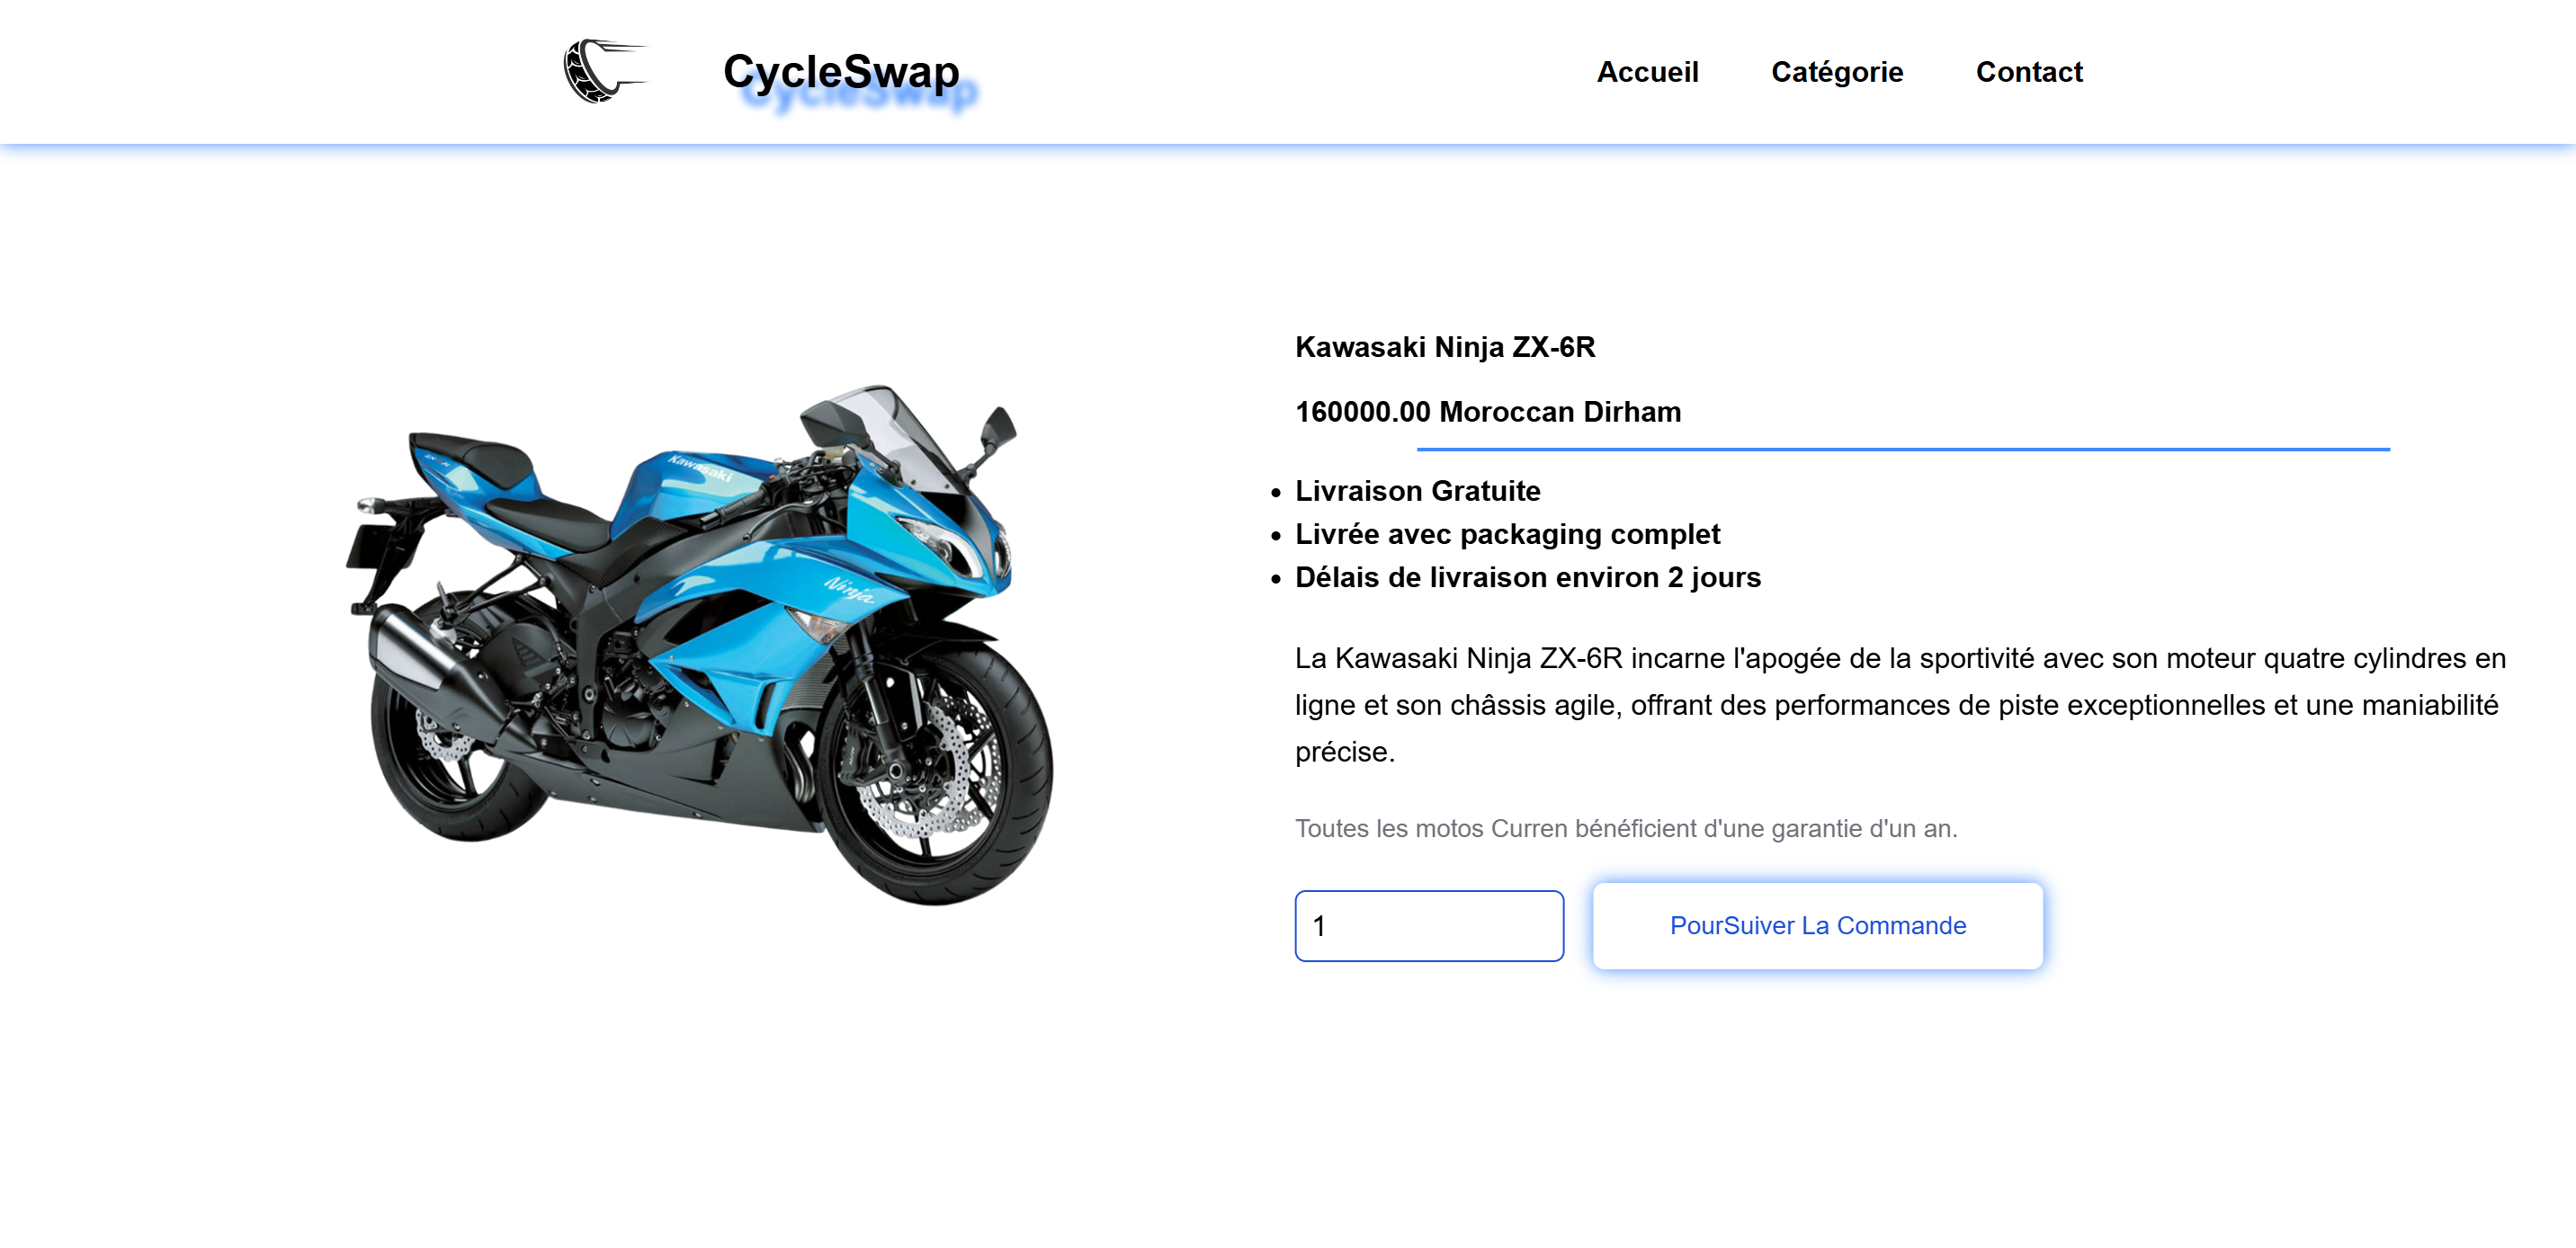 CycleSwap
Accueil
Catégorie
Contact
Kawasaki Ninja ZX-6R
160000.00 Moroccan Dirham
Livraison Gratuite
Livrée avec packaging complet
Délais de livraison environ 2 jours
La Kawasaki Ninja ZX-6R incarne l'apogée de la sportivité avec son moteur quatre cylindres en
ligne et son châssis agile, offrant des performances de piste exceptionnelles et une maniabilité
précise.
Toutes les motos Curren bénéficient d'une garantie d'un an.
1
PourSuiver La Commande
Kawasaki
Ninja